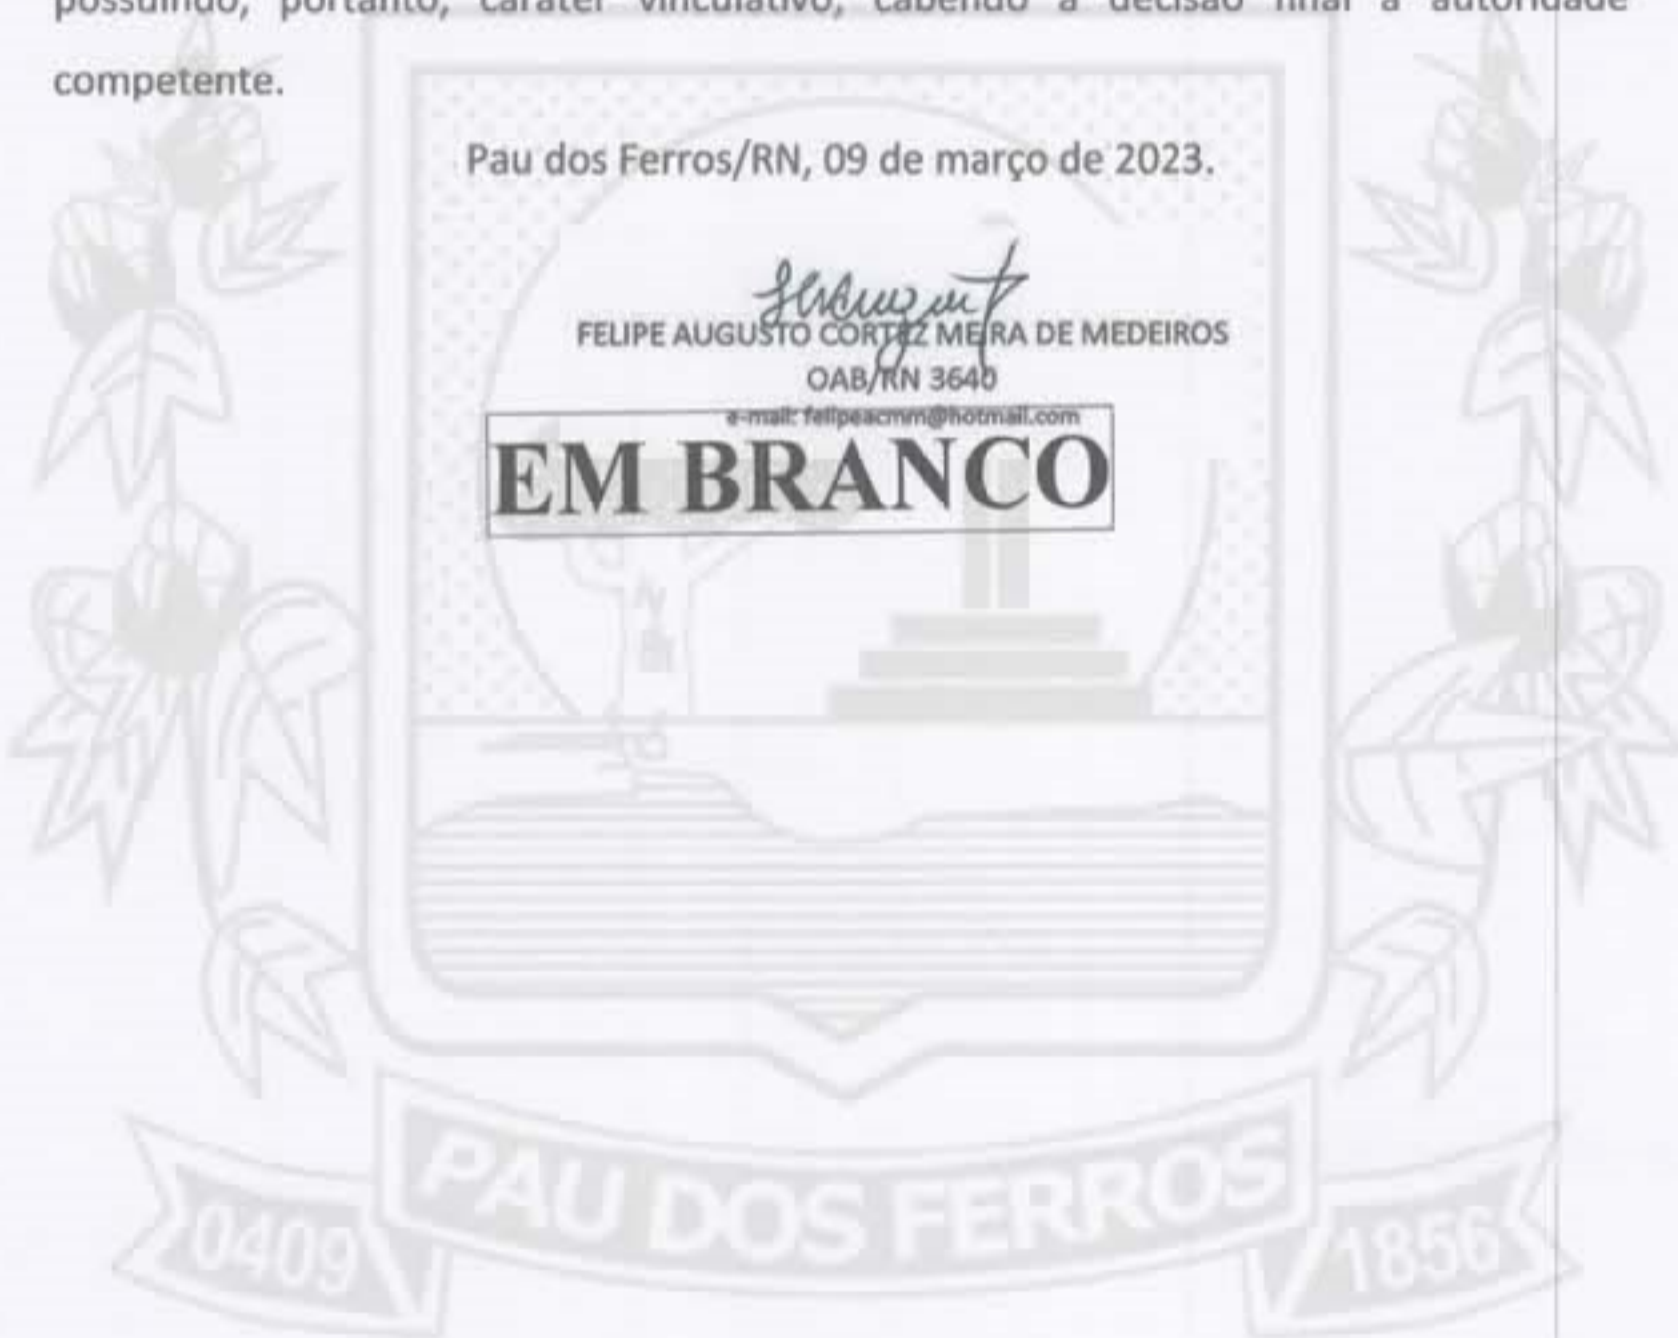 possuindo, portanto, caráter vinculativo, cabendo a decisão final à autoridade
competente.
Pau dos Ferros/RN, 09 de março de 2023.
FELIPE AUGUSTO CORTEZ MEIRA DE MEDEIROS
OAB/RN 3640
e-mail: felipeacmm@hotmail.com
EM BRANCO
PAU DOS FERROS
0409
1856